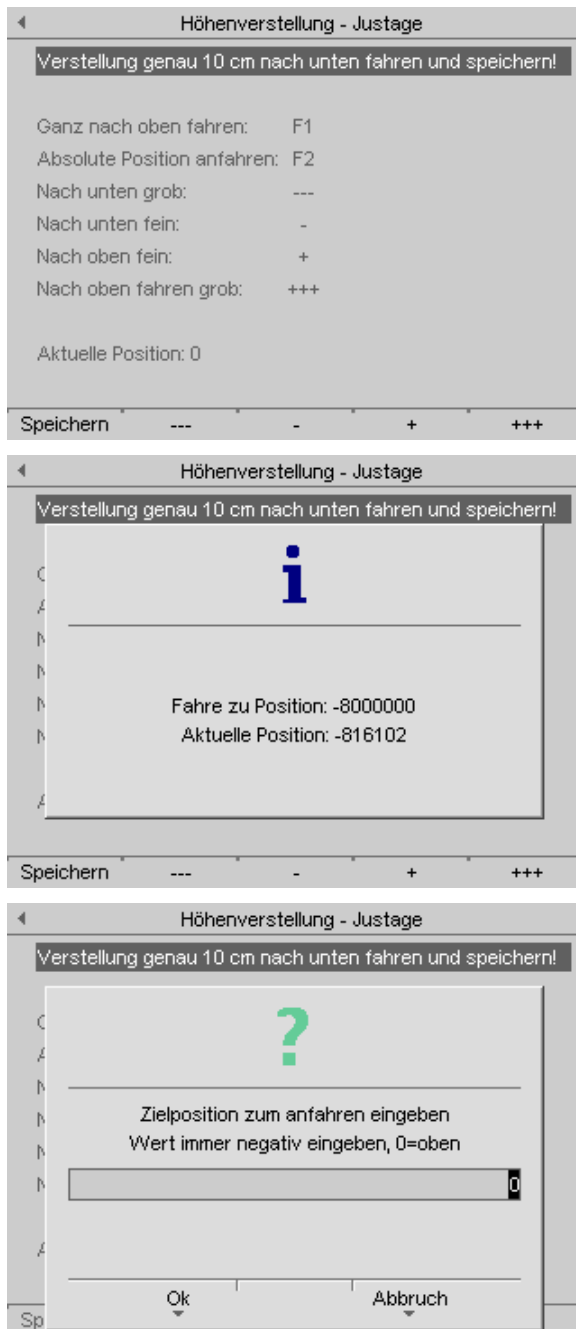 Höhenverstellung - Justage
Verstellung genau 10 cm nach unten fahren und speichern!
Ganz nach oben fahren: F1
Absolute Position anfahren: F2
Nach unten grob: ---
Nach unten fein: -
Nach oben fein: +
Nach oben fahren grob: +++
Aktuelle Position: 0
Speichern --- - + +++
Höhenverstellung - Justage
Verstellung genau 10 cm nach unten fahren und speichern!
i
Fahre zu Position: -8000000
Aktuelle Position: -816102
Speichern --- - + +++
Höhenverstellung - Justage
Verstellung genau 10 cm nach unten fahren und speichern!
?
Zielposition zum anfahren eingeben
Wert immer negativ eingeben, 0=oben
0
Ok Abbruch
Sp